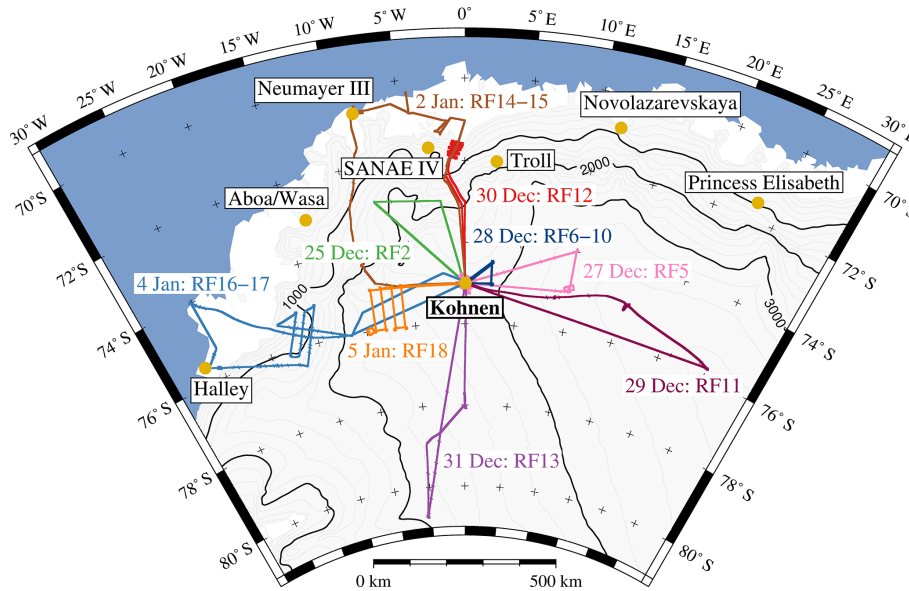 30° W
25° W
20° W
15° W
10° W
5° W
0°
5° E
10° E
15° E
20° E
25° E
30° E
Neumayer III
2 Jan: RF14−15
Novolazarevskaya
SANAE IV
Troll
2000
Princess Elisabeth
70° S
70° S
Aboa/Wasa
30 Dec: RF12
25 Dec: RF2
28 Dec: RF6−10
72° S
72° S
4 Jan: RF16−17
27 Dec: RF5
1000
Kohnen
3000
74° S
74° S
5 Jan: RF18
Halley
29 Dec: RF11
76° S
76° S
31 Dec: RF13
78° S
78° S
80° S
80° S
0 km
500 km